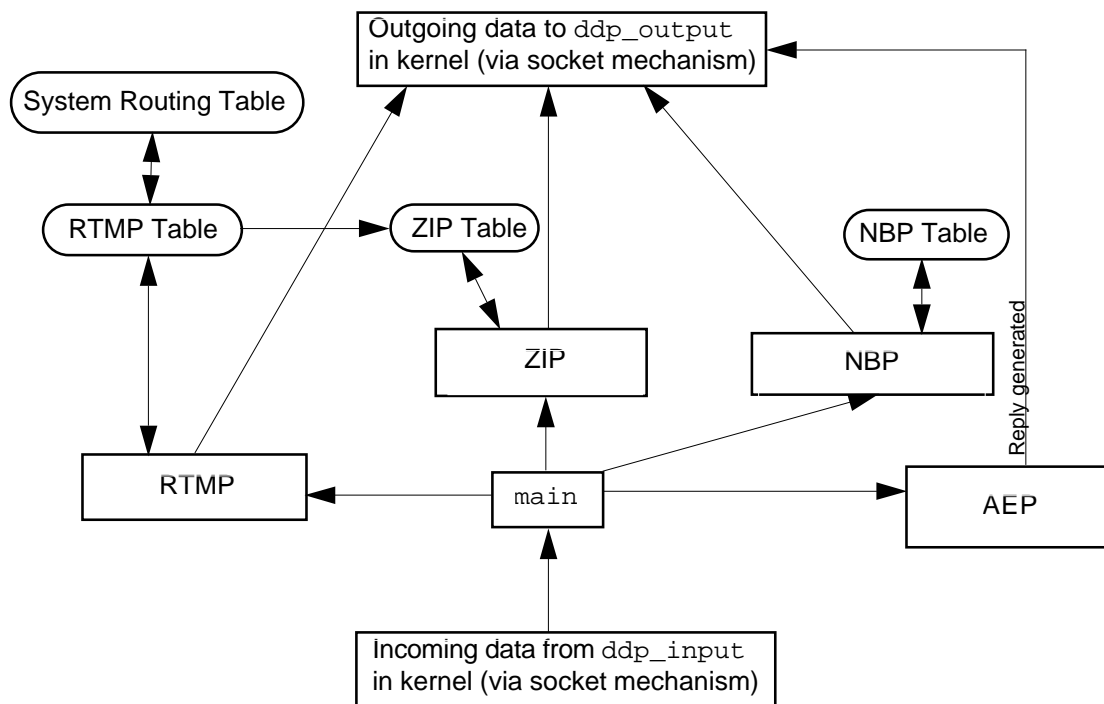 Outgoing data to ddp_output
in kernel (via socket mechanism)
System Routing Table
RTMP Table
ZIP Table
NBP Table
ZIP
NBP
Reply generated
RTMP
main
AEP
Incoming data from ddp_input
in kernel (via socket mechanism)